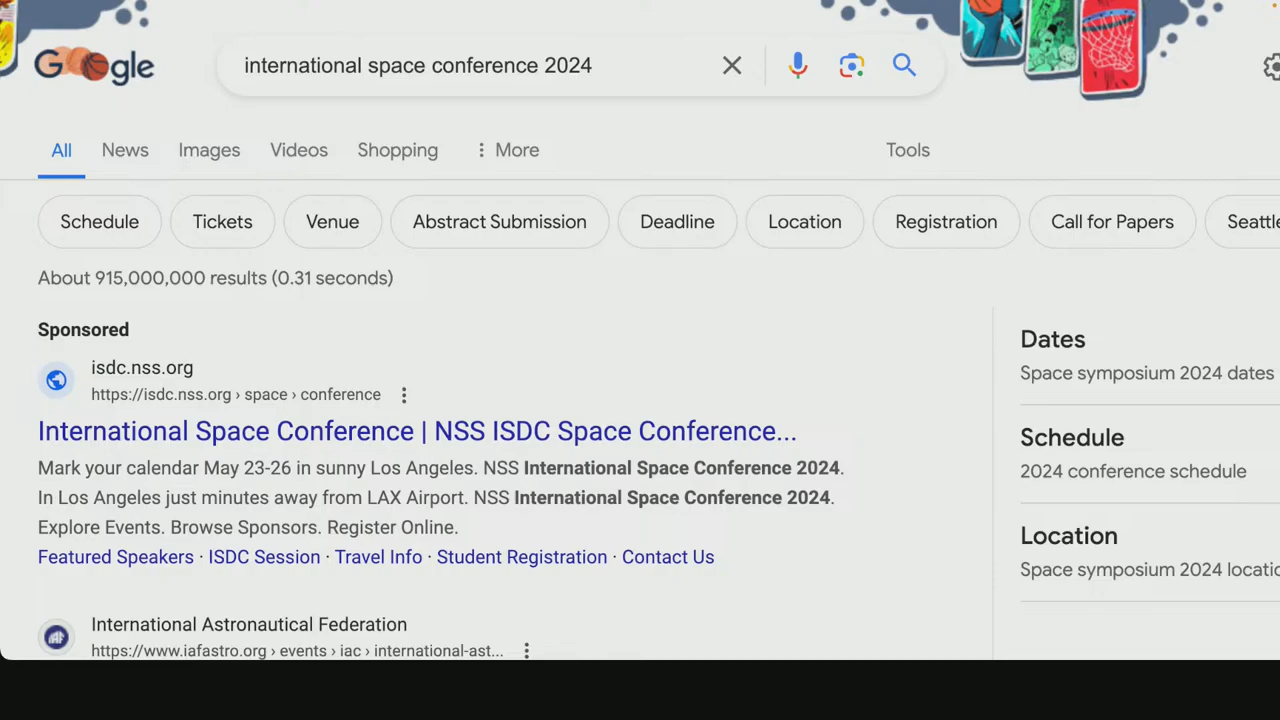 Google
international space conference 2024
All News Images Videos Shopping More Tools
Schedule Tickets Venue Abstract Submission Deadline Location Registration Call for Papers Seattle
About 915,000,000 results (0.31 seconds)
Sponsored
isdc.nss.org
https://isdc.nss.org › space › conference
International Space Conference | NSS ISDC Space Conference...
Mark your calendar May 23-26 in sunny Los Angeles. NSS International Space Conference 2024.
In Los Angeles just minutes away from LAX Airport. NSS International Space Conference 2024.
Explore Events. Browse Sponsors. Register Online.
Featured Speakers · ISDC Session · Travel Info · Student Registration · Contact Us
International Astronautical Federation
https://www.iafastro.org › events › iac › international-ast...
Dates
Space symposium 2024 dates
Schedule
2024 conference schedule
Location
Space symposium 2024 locatio